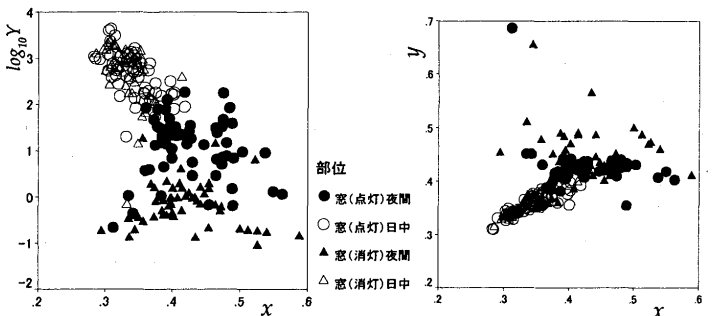 log₁₀Y
4
3
2
1
0
-1
-2
.2 .3 .4 .5 .6
x
部位
● 窓(点灯)夜間
○ 窓(点灯)日中
▲ 窓(消灯)夜間
△ 窓(消灯)日中
y
.7
.6
.5
.4
.3
.2
.2 .3 .4 .5 .6
x